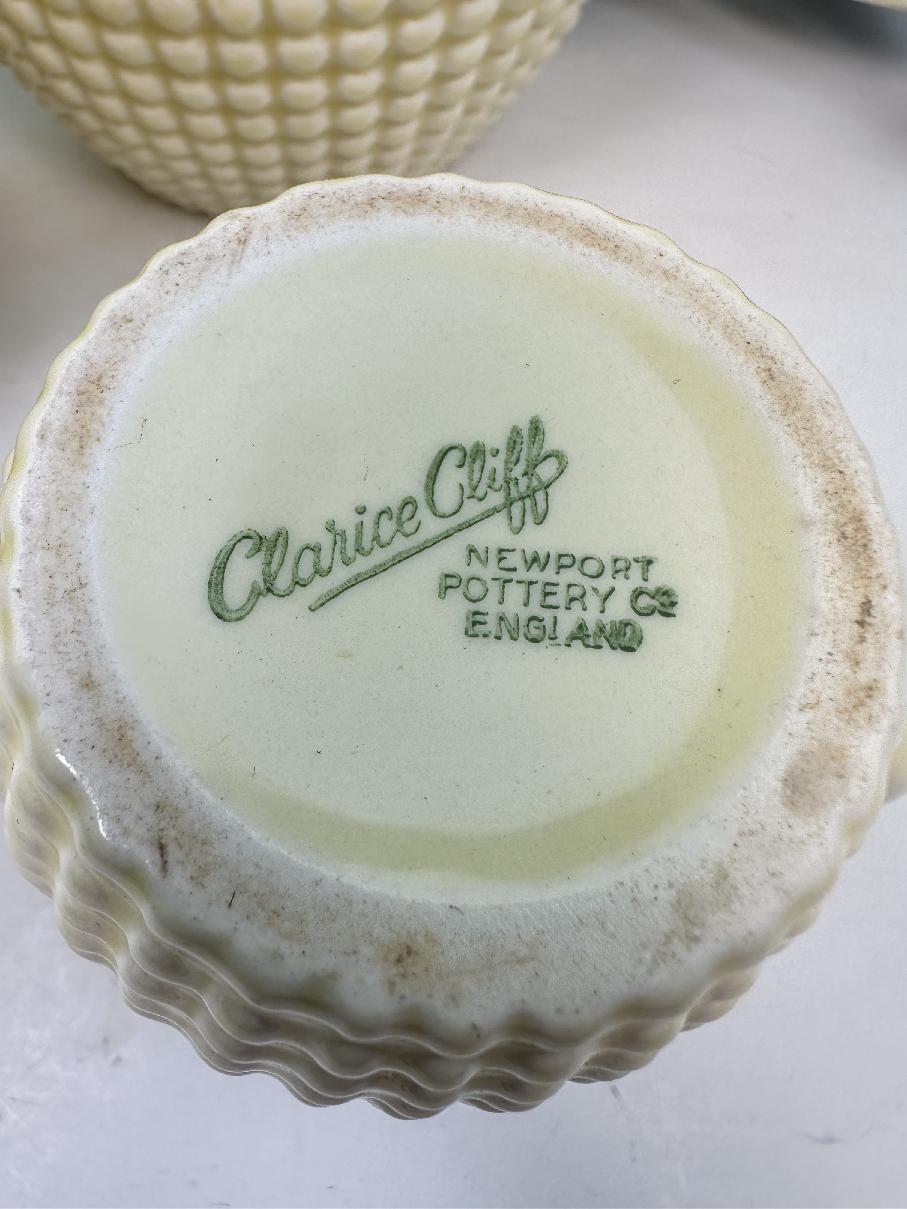 Clarice Cliff
NEWPORT
POTTERY Co
ENGLAND